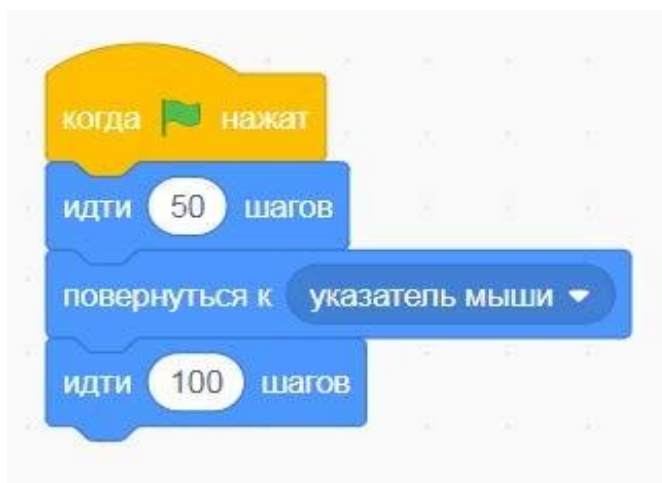 когда нажат
идти 50 шагов
повернуться к указатель мыши
идти 100 шагов